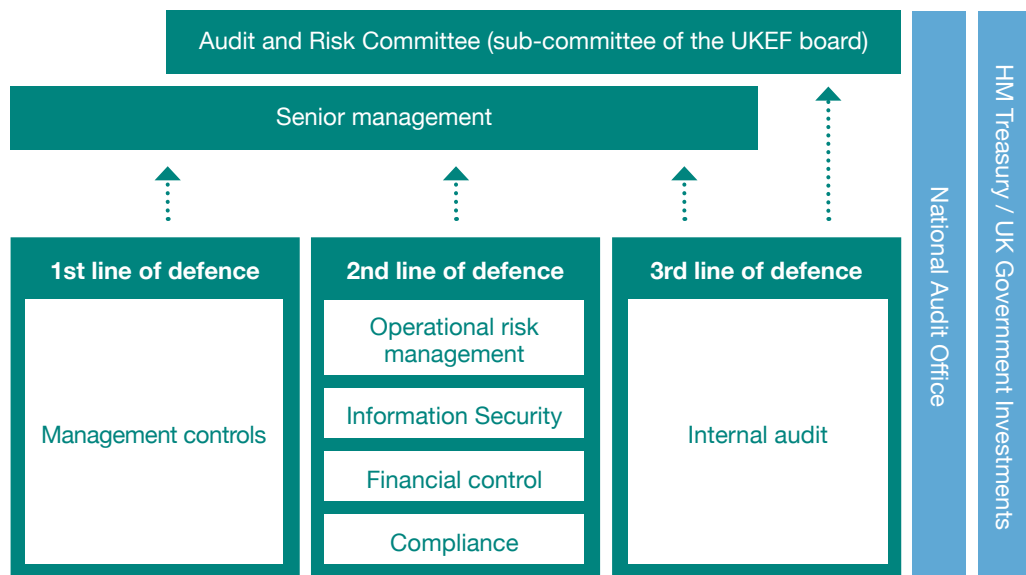 Audit and Risk Committee (sub-committee of the UKEF board)
Senior management
1st line of defence
Management controls
2nd line of defence
Operational risk
management
Information Security
Financial control
Compliance
3rd line of defence
Internal audit
National Audit Office
HM Treasury / UK Government Investments